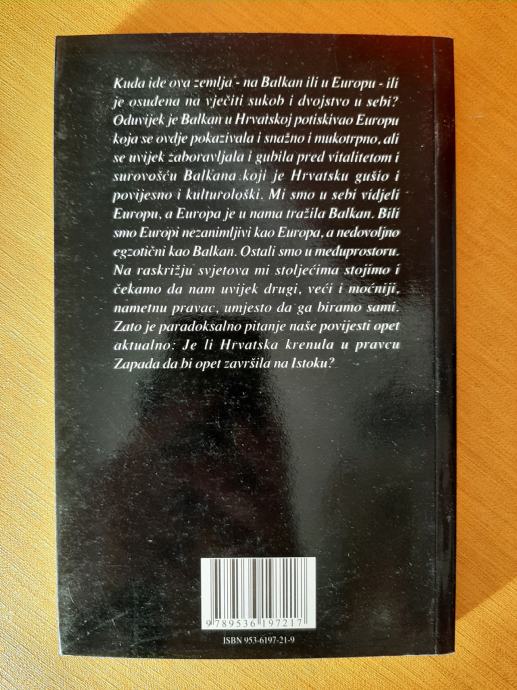 Kuda ide ova zemlja - na Balkan ili u Europu - ili
je osuđena na vječiti sukob i dvojstvo u sebi?
Oduvijek je Balkan u Hrvatskoj potiskivao Europu
koja se ovdje pokazivala i snažno i mukotrpno, ali
se uvijek zaboravljala i gubila pred vitalitetom i
surovošću Balkana koji je Hrvatsku gušio i
povijesno i kulturološki. Mi smo u sebi vidjeli
Europu, a Europa je u nama tražila Balkan. Bili
smo Europi nezanimljivi kao Europa, a nedovoljno
egzotični kao Balkan. Ostali smo u međuprostoru.
Na raskrižju svjetova mi stoljećima stojimo i
čekamo da nam uvijek drugi, veći i moćniji,
nametnu pravac, umjesto da ga biramo sami.
Zato je paradoksalno pitanje naše povijesti opet
aktualno: Je li Hrvatska krenula u pravcu
Zapada da bi opet završila na Istoku?
9789536197217
ISBN 953-6197-21-9